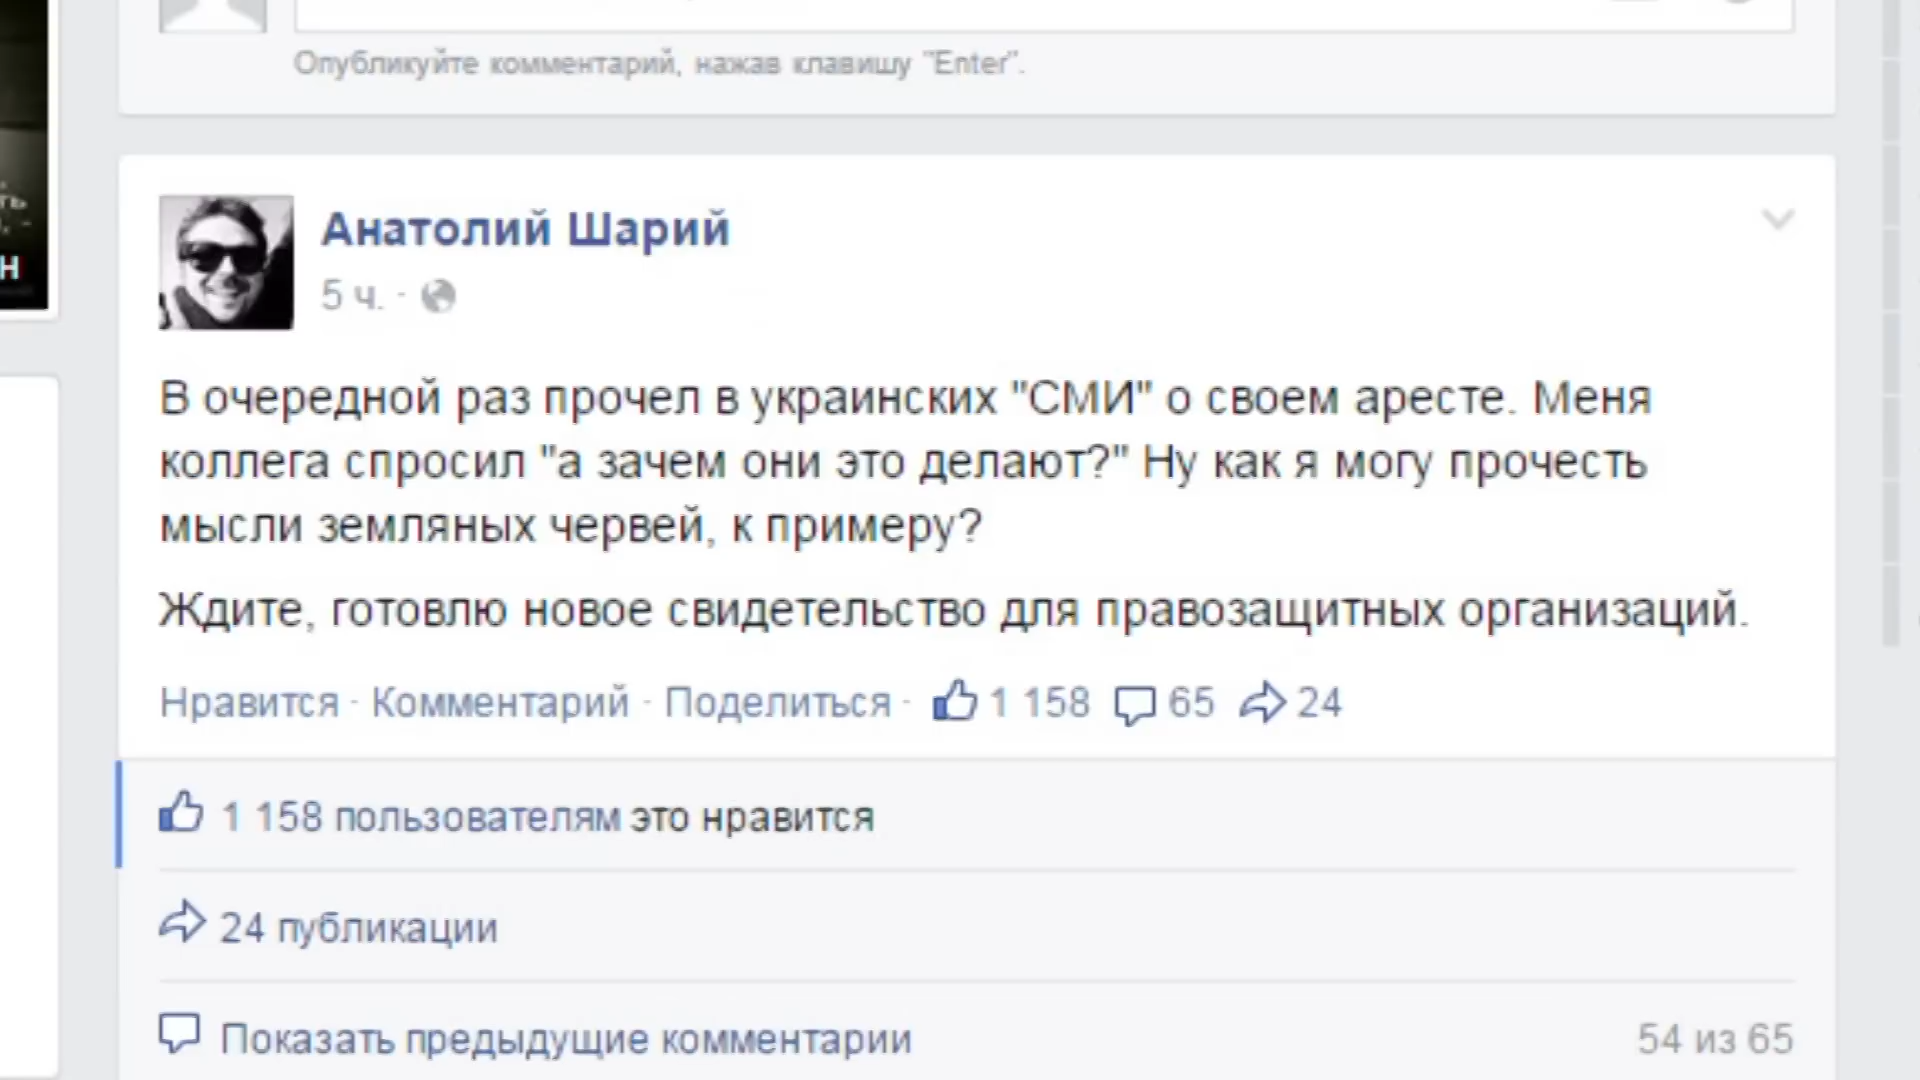 Опубликуйте комментарий, нажав клавишу "Enter".
Анатолий Шарий
5 ч. ·
В очередной раз прочел в украинских "СМИ" о своем аресте. Меня
коллега спросил "а зачем они это делают?" Ну как я могу прочесть
мысли земляных червей, к примеру?
Ждите, готовлю новое свидетельство для правозащитных организаций.
Нравится · Комментарий · Поделиться · 1 158 65 24
1 158 пользователям это нравится
24 публикации
Показать предыдущие комментарии 54 из 65